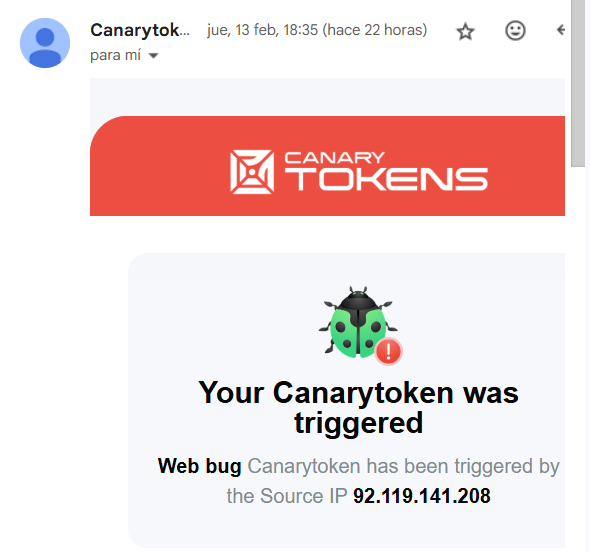 Canarytok... jue, 13 feb, 18:35 (hace 22 horas)
para mí
CANARY
TOKENS
Your Canarytoken was
triggered
Web bug Canarytoken has been triggered by
the Source IP 92.119.141.208